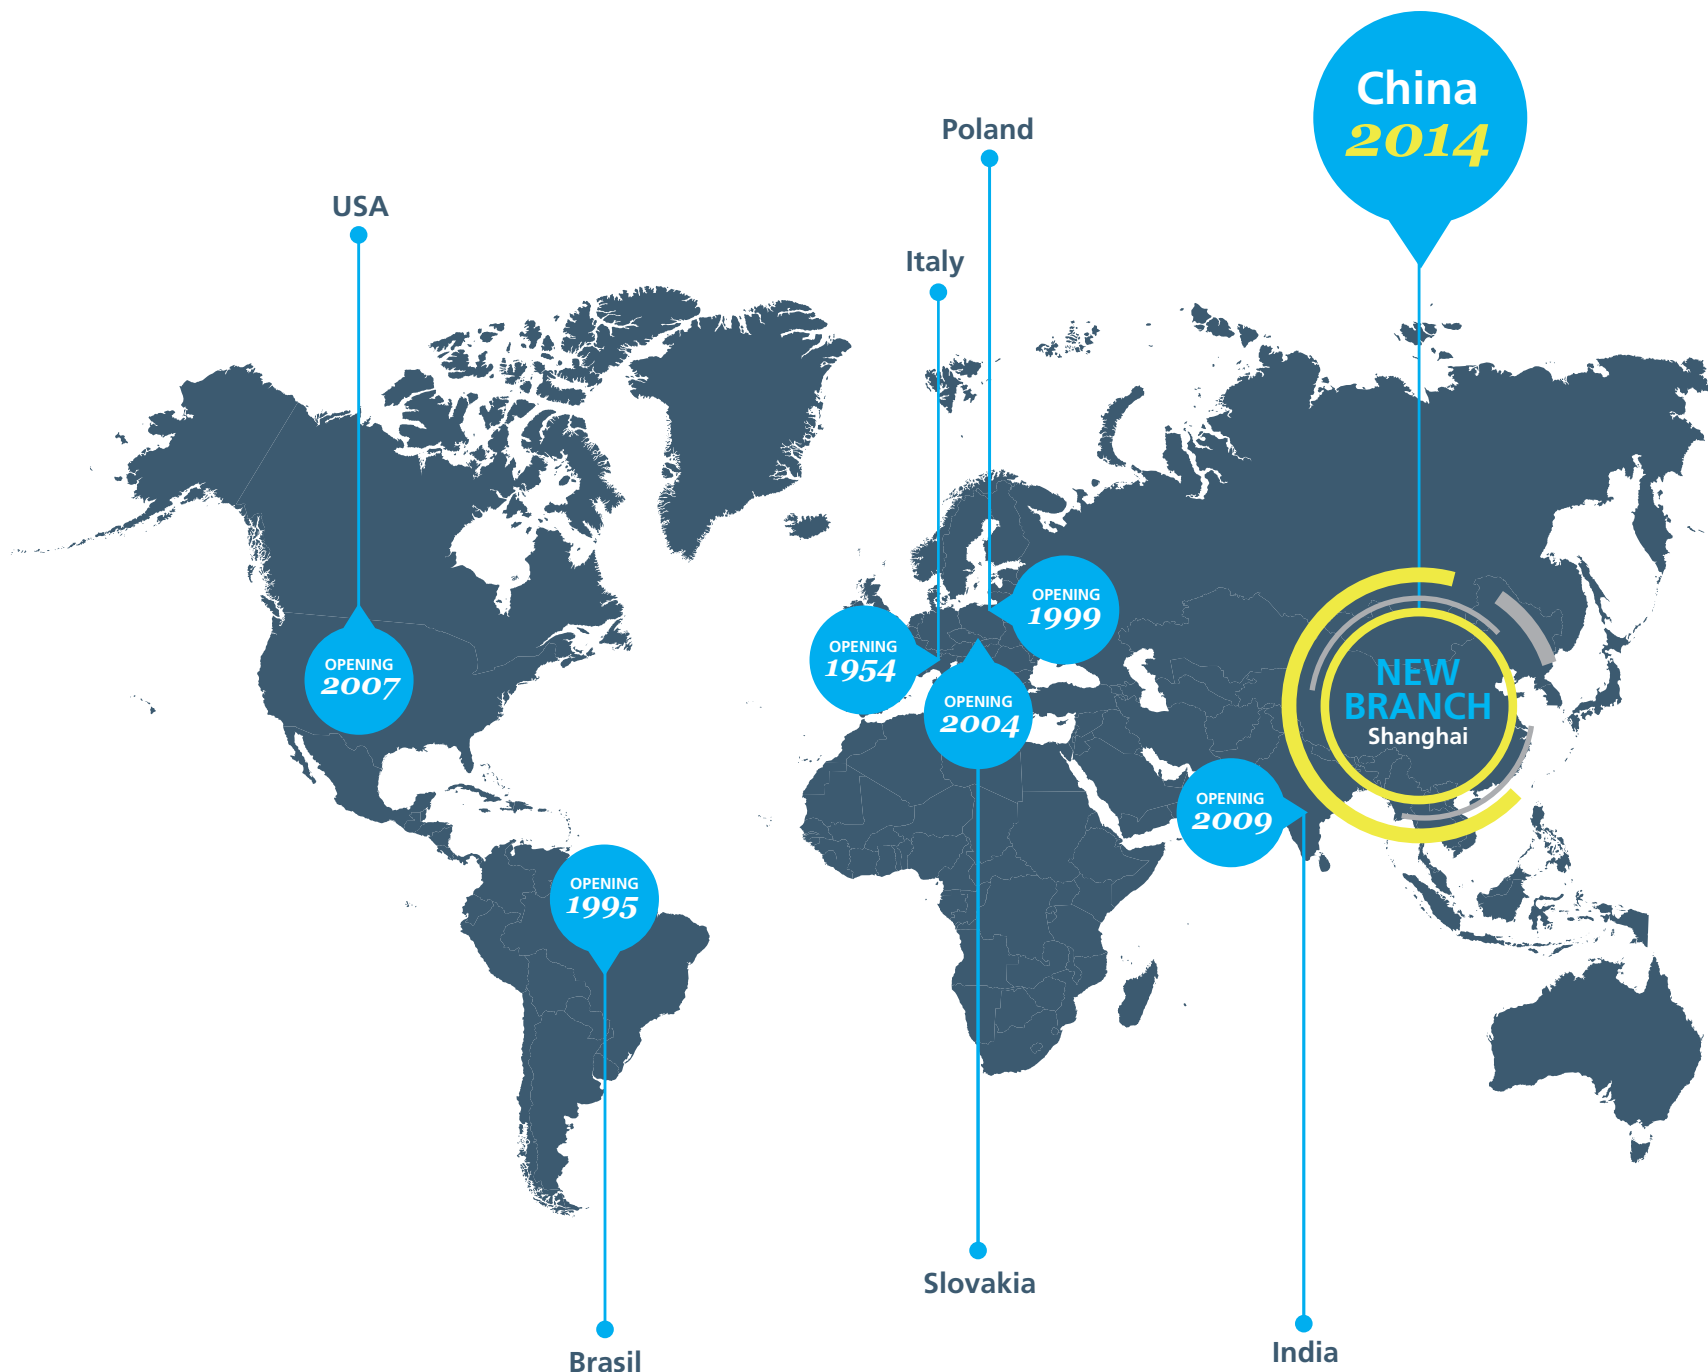 China
2014
Poland
USA
Italy
OPENING
1999
OPENING
1954
OPENING
2007
OPENING
2004
NEW
BRANCH
Shanghai
OPENING
2009
OPENING
1995
Slovakia
India
Brasil